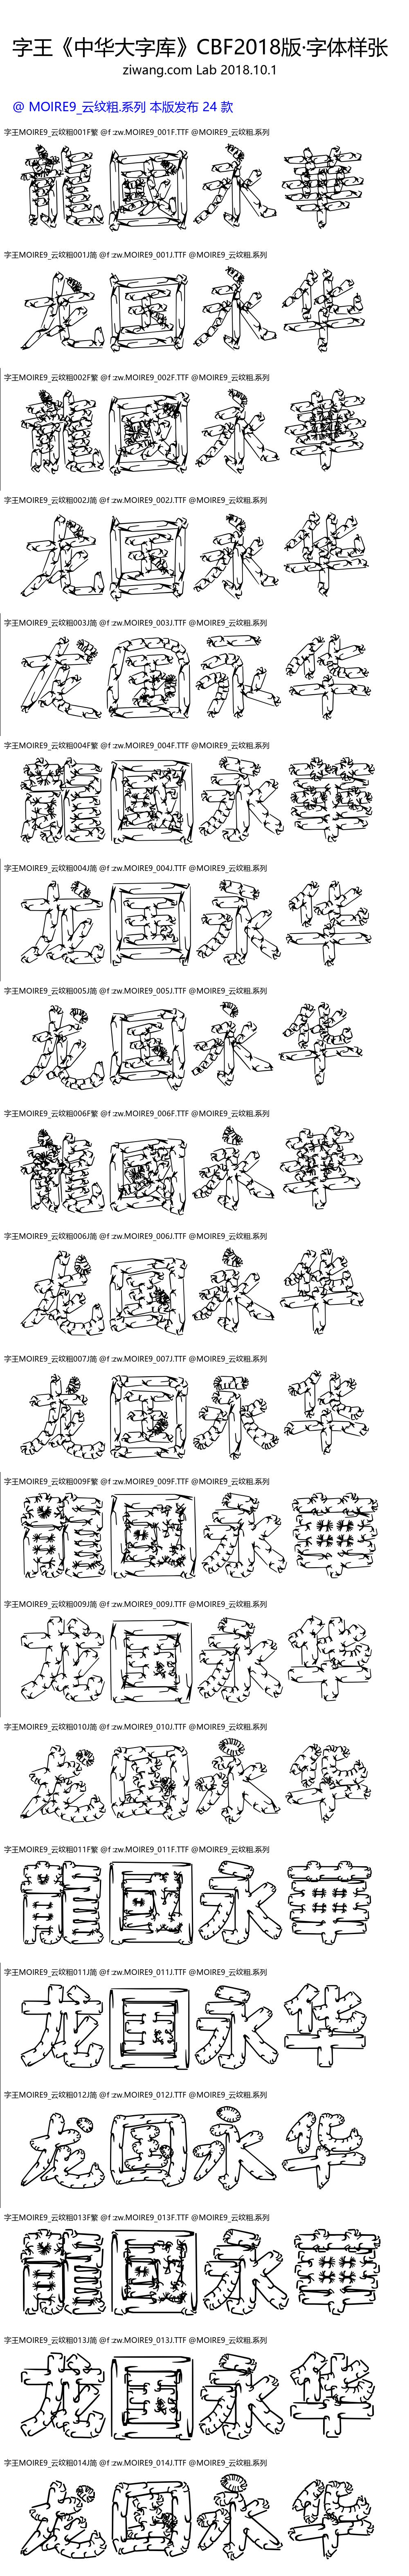 字王《中华大字库》CBF2018版·字体样张
ziwang.com Lab 2018.10.1
@ MOIRE9_云纹粗.系列 本版发布 24 款
字王MOIRE9_云纹粗001F繁 @f :zw.MOIRE9_001F.TTF @MOIRE9_云纹粗.系列
龍國永華
字王MOIRE9_云纹粗001J简 @f :zw.MOIRE9_001J.TTF @MOIRE9_云纹粗.系列
龙国永华
字王MOIRE9_云纹粗002F繁 @f :zw.MOIRE9_002F.TTF @MOIRE9_云纹粗.系列
龍國永華
字王MOIRE9_云纹粗002J简 @f :zw.MOIRE9_002J.TTF @MOIRE9_云纹粗.系列
龙国永华
字王MOIRE9_云纹粗003J简 @f :zw.MOIRE9_003J.TTF @MOIRE9_云纹粗.系列
龙国永华
字王MOIRE9_云纹粗004F繁 @f :zw.MOIRE9_004F.TTF @MOIRE9_云纹粗.系列
龍國永華
字王MOIRE9_云纹粗004J简 @f :zw.MOIRE9_004J.TTF @MOIRE9_云纹粗.系列
龙国永华
字王MOIRE9_云纹粗005J简 @f :zw.MOIRE9_005J.TTF @MOIRE9_云纹粗.系列
龙国永华
字王MOIRE9_云纹粗006F繁 @f :zw.MOIRE9_006F.TTF @MOIRE9_云纹粗.系列
龍國永華
字王MOIRE9_云纹粗006J简 @f :zw.MOIRE9_006J.TTF @MOIRE9_云纹粗.系列
龙国永华
字王MOIRE9_云纹粗007J简 @f :zw.MOIRE9_007J.TTF @MOIRE9_云纹粗.系列
龙国永华
字王MOIRE9_云纹粗009F繁 @f :zw.MOIRE9_009F.TTF @MOIRE9_云纹粗.系列
龍國永華
字王MOIRE9_云纹粗009J简 @f :zw.MOIRE9_009J.TTF @MOIRE9_云纹粗.系列
龙国永华
字王MOIRE9_云纹粗010J简 @f :zw.MOIRE9_010J.TTF @MOIRE9_云纹粗.系列
龙国永华
字王MOIRE9_云纹粗011F繁 @f :zw.MOIRE9_011F.TTF @MOIRE9_云纹粗.系列
龍國永華
字王MOIRE9_云纹粗011J简 @f :zw.MOIRE9_011J.TTF @MOIRE9_云纹粗.系列
龙国永华
字王MOIRE9_云纹粗012J简 @f :zw.MOIRE9_012J.TTF @MOIRE9_云纹粗.系列
龙国永华
字王MOIRE9_云纹粗013F繁 @f :zw.MOIRE9_013F.TTF @MOIRE9_云纹粗.系列
龍國永華
字王MOIRE9_云纹粗013J简 @f :zw.MOIRE9_013J.TTF @MOIRE9_云纹粗.系列
龙国永华
字王MOIRE9_云纹粗014J简 @f :zw.MOIRE9_014J.TTF @MOIRE9_云纹粗.系列
龙国永华